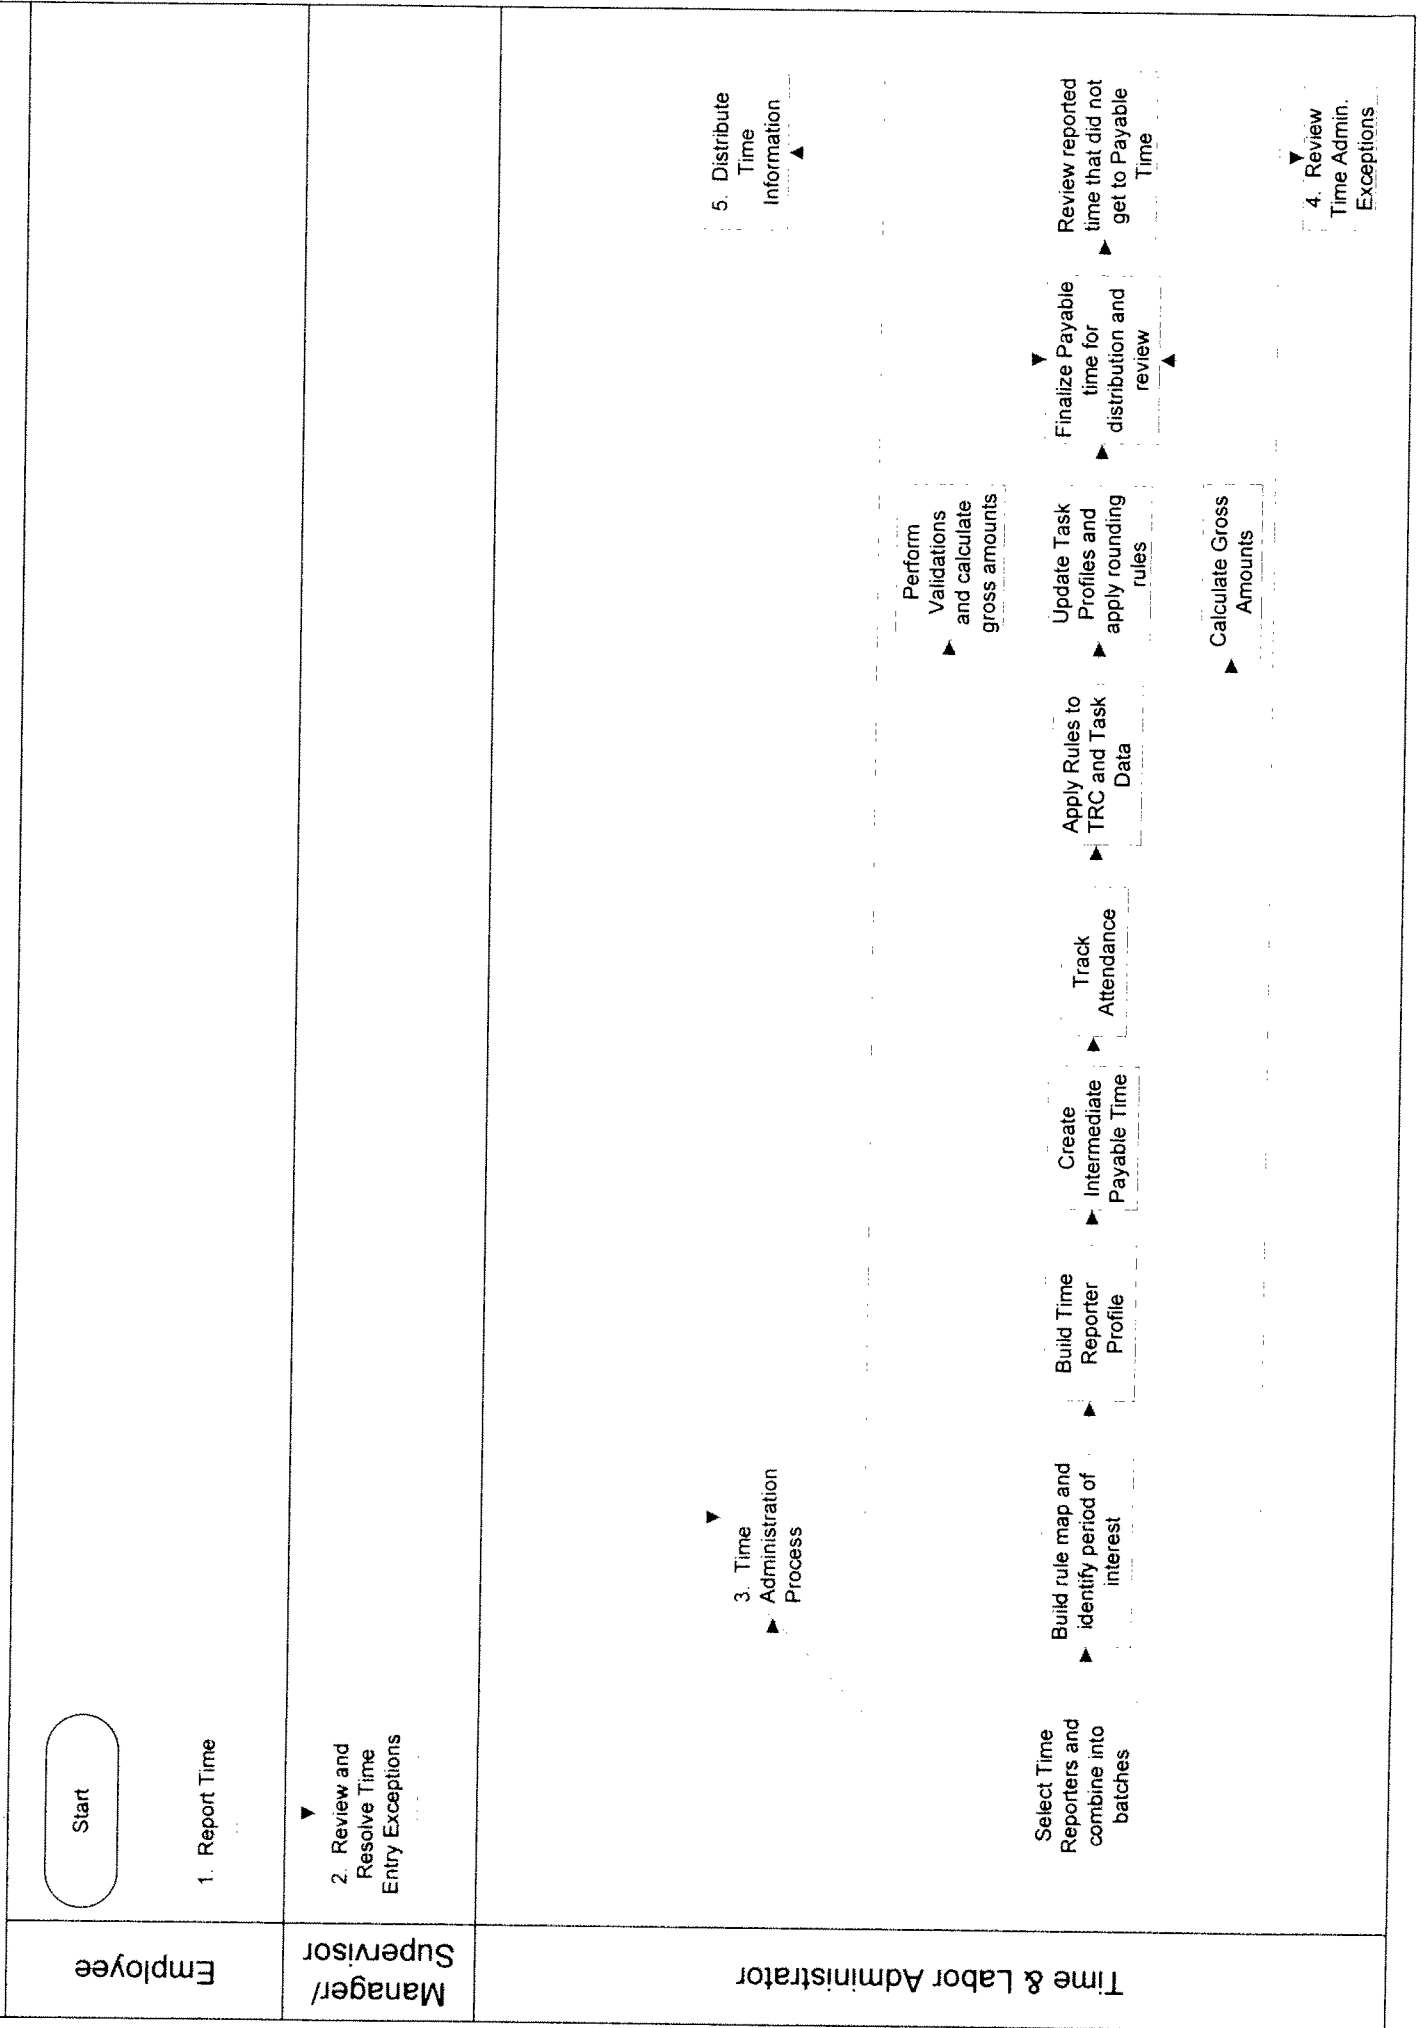 Employee
Start
1. Report Time
Manager/
Supervisor
2. Review and
Resolve Time
Entry Exceptions
Time & Labor Administrator
3. Time
Administration
Process
5. Distribute
Time
Information
Perform
Validations
and calculate
gross amounts
Select Time
Reporters and
combine into
batches
Build rule map and
identify period of
interest
Build Time
Reporter
Profile
Create
Intermediate
Payable Time
Track
Attendance
Apply Rules to
TRC and Task
Data
Update Task
Profiles and
apply rounding
rules
Finalize Payable
time for
distribution and
review
Review reported
time that did not
get to Payable
Time
Calculate Gross
Amounts
4. Review
Time Admin.
Exceptions